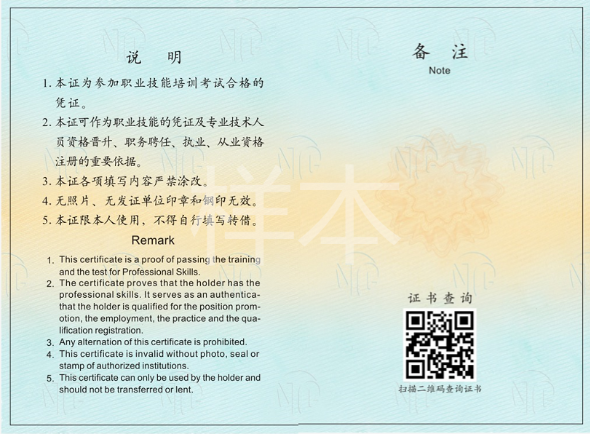 说 明
1. 本证为参加职业技能培训考试合格的
凭证。
2. 本证可作为职业技能的凭证及专业技术人
员资格晋升、职务聘任、执业、从业资格
注册的重要依据。
3. 本证各项填写内容严禁涂改。
4. 无照片、无发证单位印章和钢印无效。
5. 本证限本人使用，不得自行填写转借。
Remark
1. This certificate is a proof of passing the training
and the test for Professional Skills.
2. The certificate proves that the holder has the
professional skills. It serves as an authentica-
that the holder is qualified for the position prom-
otion, the employment, the practice and the qua-
lification registration.
3. Any alternation of this certificate is prohibited.
4. This certificate is invalid without photo, seal or
stamp of authorized institutions.
5. This certificate can only be used by the holder and
should not be transferred or lent.
样本
备 注
Note
证书查询
扫描二维码查询证书